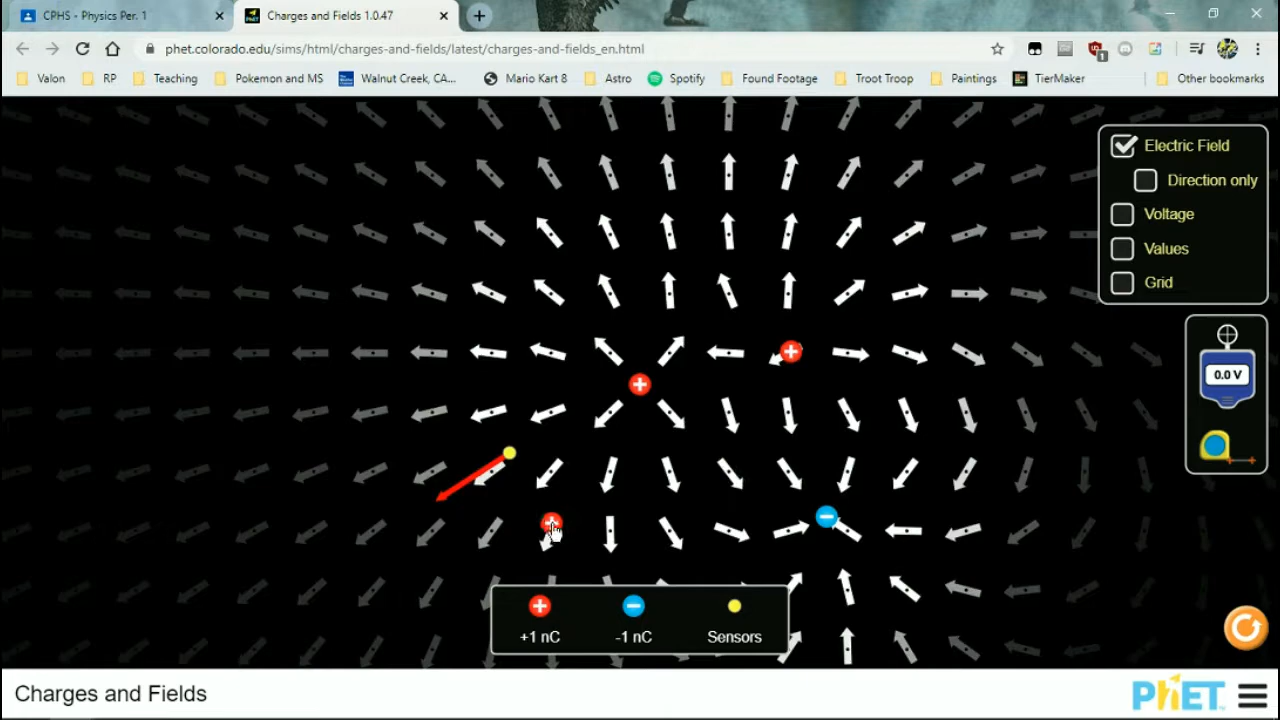 CPHS - Physics Per. 1
Charges and Fields 1.0.47
phet.colorado.edu/sims/html/charges-and-fields/latest/charges-and-fields_en.html
Valon RP Teaching Pokemon and MS Walnut Creek, CA... Mario Kart 8 Astro Spotify Found Footage Troot Troop Paintings TierMaker Other bookmarks
Electric Field
Direction only
Voltage
Values
Grid
0.0 V
+1 nC -1 nC Sensors
Charges and Fields
PhET